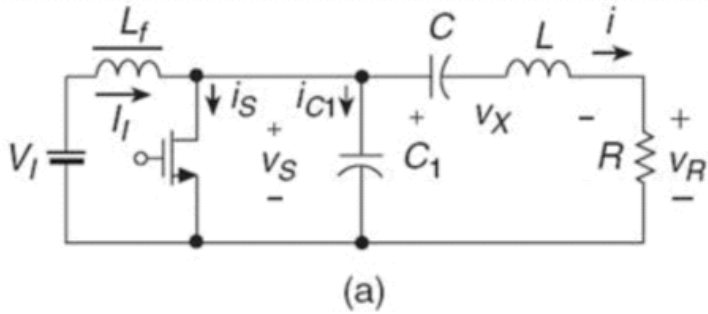 L_f C L i
I_I i_S i_C1
V_I + v_S − + C_1 v_X − R + v_R −
(a)